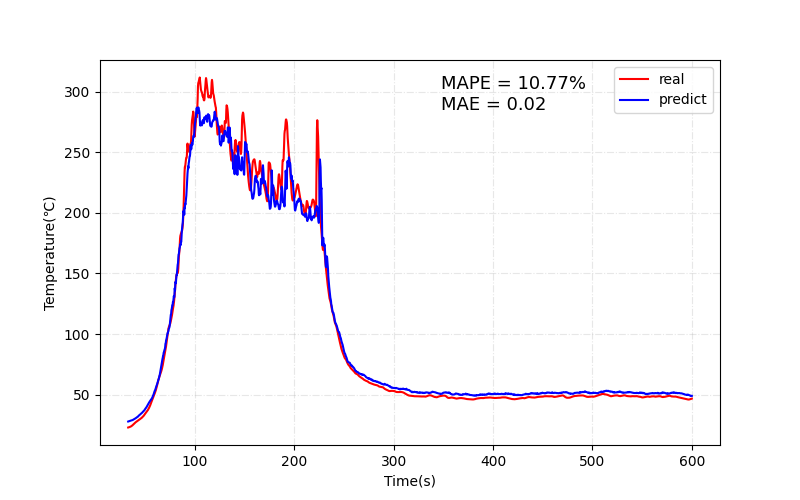 MAPE = 10.77%
MAE = 0.02
real
predict
300
250
200
150
100
50
Temperature(℃)
100 200 300 400 500 600
Time(s)